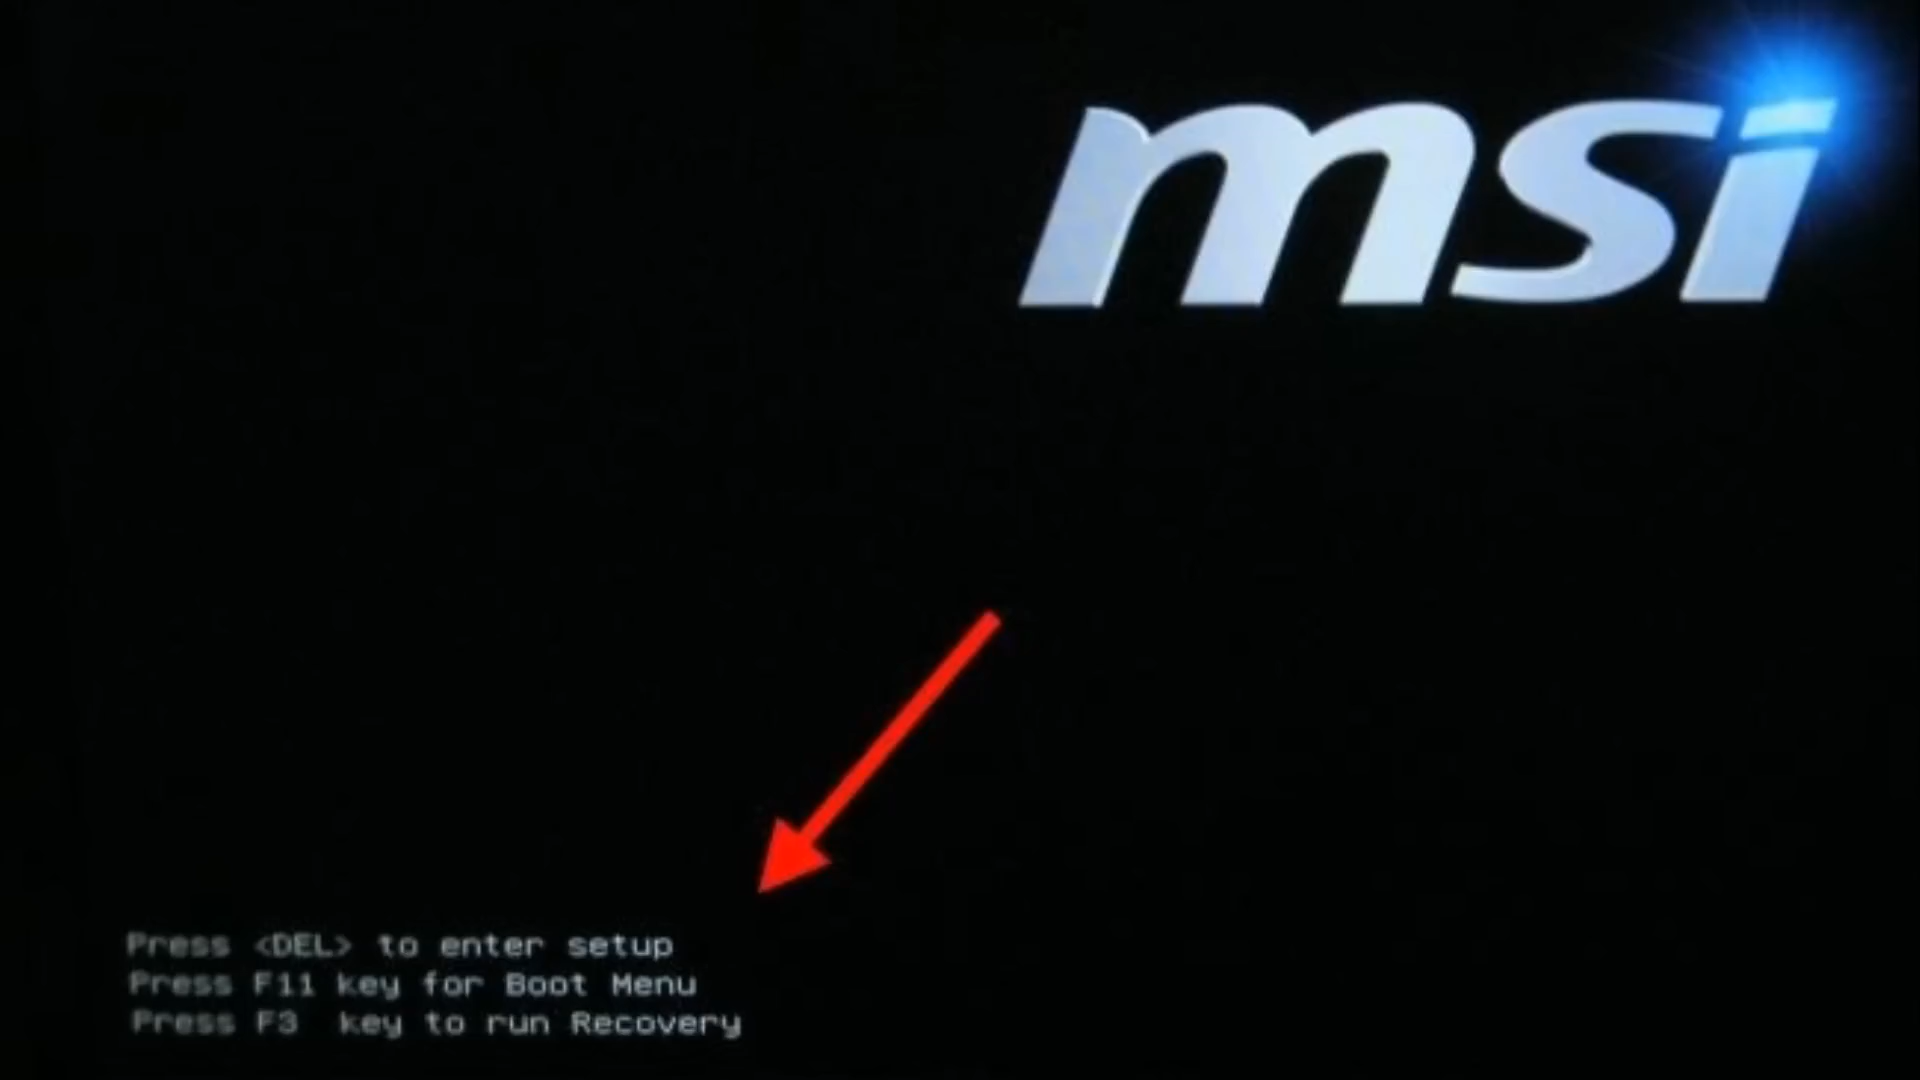 msi
Press <DEL> to enter setup
Press F11 key for Boot Menu
Press F3 key to run Recovery